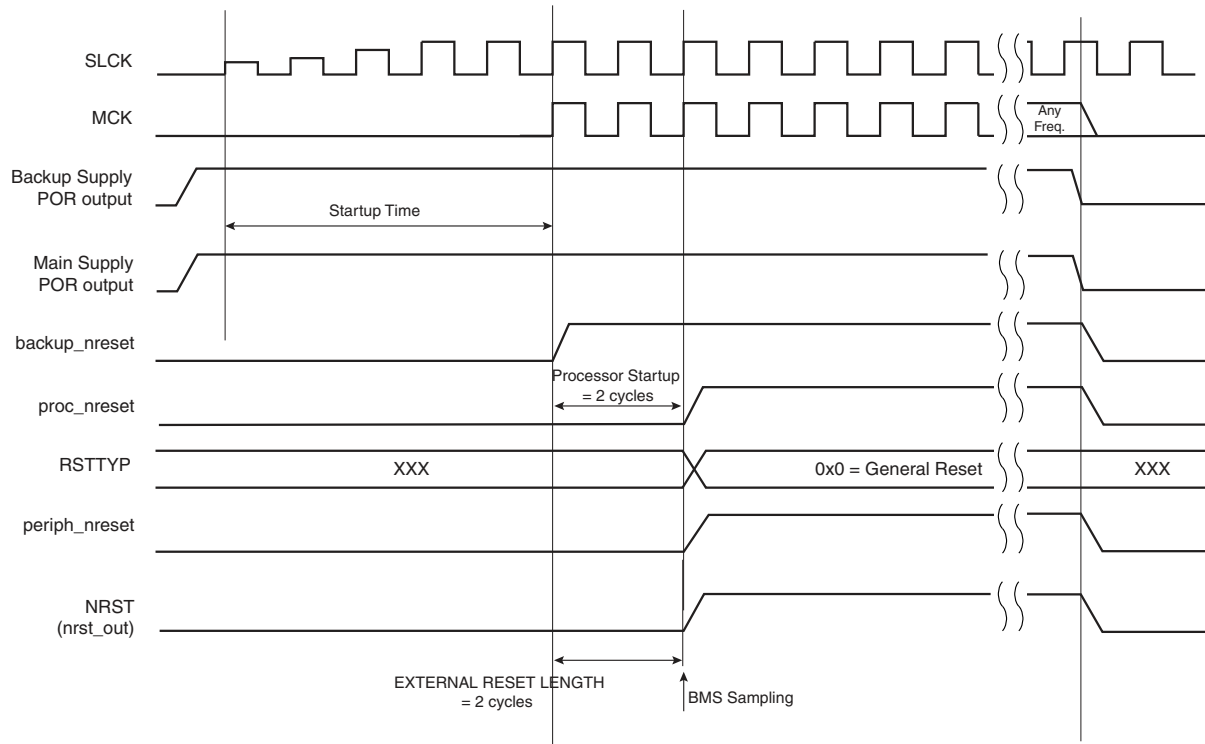 SLCK
MCK
Any
Freq.
Backup Supply
POR output
Startup Time
Main Supply
POR output
backup_nreset
Processor Startup
= 2 cycles
proc_nreset
RSTTYP
XXX
0x0 = General Reset
XXX
periph_nreset
NRST
(nrst_out)
EXTERNAL RESET LENGTH
= 2 cycles
BMS Sampling